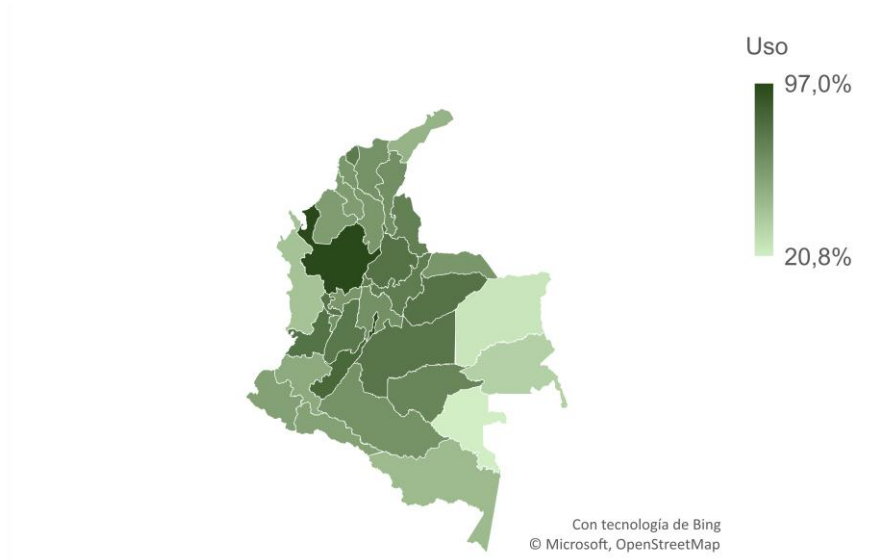 Uso
97,0%
20,8%
Con tecnología de Bing
© Microsoft, OpenStreetMap